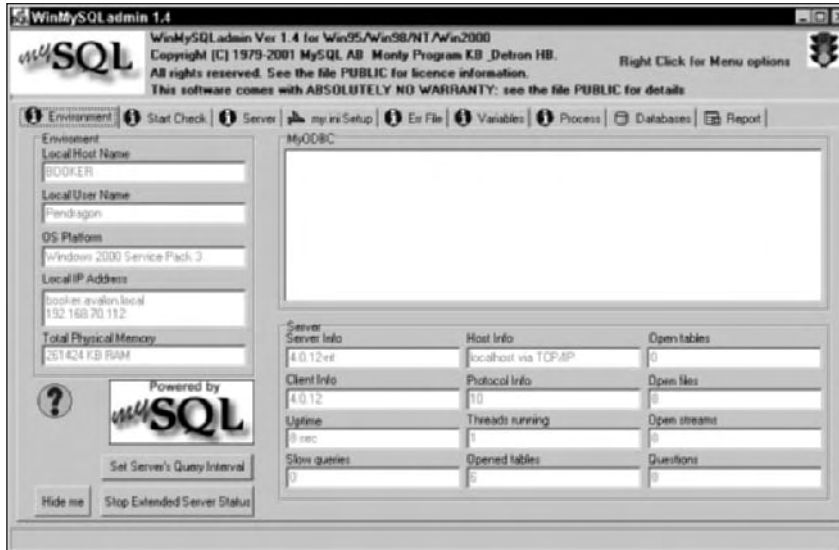 WinMySQLadmin 1.4
mySQL
WinMySQLadmin Ver 1.4 for Win95/Win98/NT/Win2000
Copyright (C) 1979-2001 MySQL AB Monty Program KB _Detron HB.
All rights reserved. See the file PUBLIC for licence information.
This software comes with ABSOLUTELY NO WARRANTY: see the file PUBLIC for details
Right Click for Menu options
Environment
Start Check
Server
my.ini Setup
Err File
Variables
Process
Databases
Report
Local Host Name
BOOKER
Local User Name
Pendragon
OS Platform
Windows 2000 Service Pack 3
Local IP Address
booker.avalon.local
192.168.70.112
Total Physical Memory
261424 KB RAM
Powered by
mySQL
Set Server's Query Interval
Hide me
Stop Extended Server Status
MyODBC
Server
Server Info
4.0.12-nt
Host Info
localhost via TCP/IP
Open tables
0
Client Info
4.0.12
Protocol Info
10
Open files
Uptime
8 sec
Threads running
1
Open streams
Slow queries
0
Opened tables
6
Questions